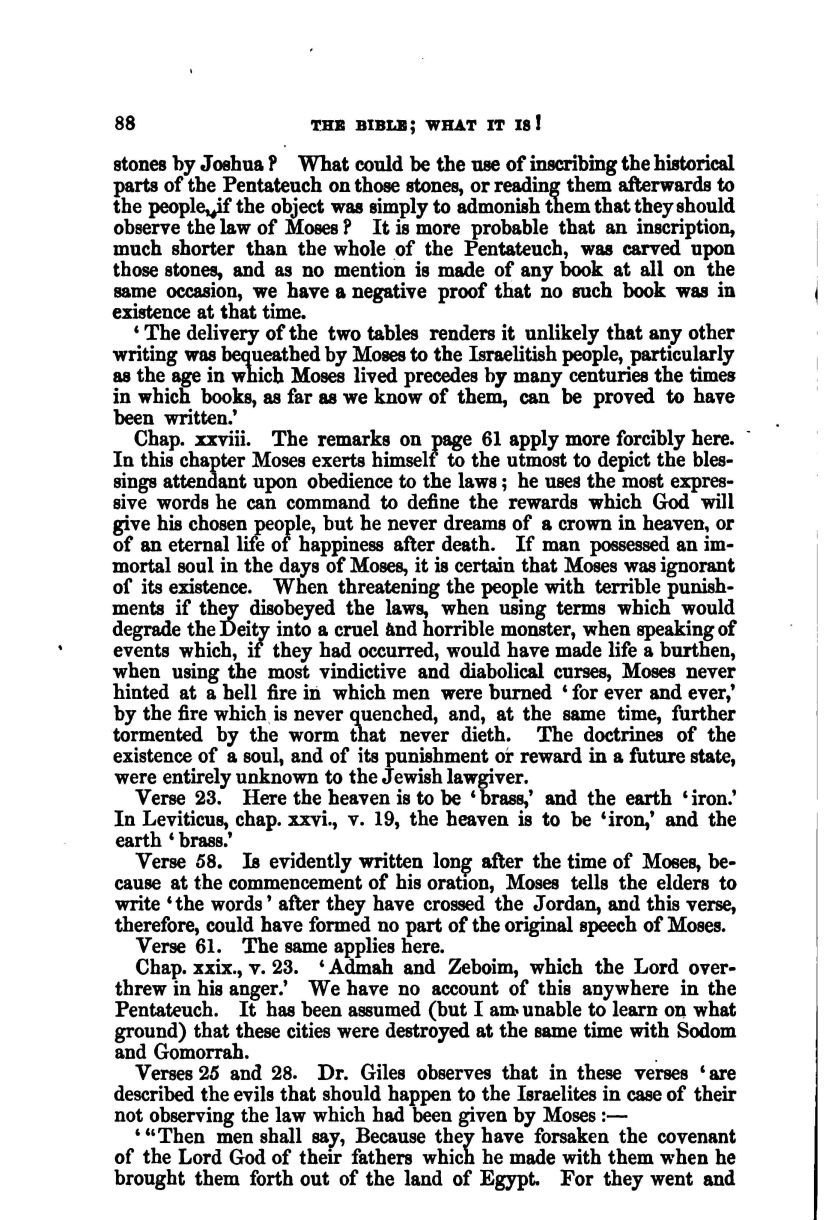 88 THE BIBLE; WHAT IT IS!
stones by Joshua? What could be the use of inscribing the historical
parts of the Pentateuch on those stones, or reading them afterwards to
the people, if the object was simply to admonish them that they should
observe the law of Moses? It is more probable that an inscription,
much shorter than the whole of the Pentateuch, was carved upon
those stones, and as no mention is made of any book at all on the
same occasion, we have a negative proof that no such book was in
existence at that time.
‘The delivery of the two tables renders it unlikely that any other
writing was bequeathed by Moses to the Israelitish people, particularly
as the age in which Moses lived precedes by many centuries the times
in which books, as far as we know of them, can be proved to have
been written.’
Chap. xxviii. The remarks on page 61 apply more forcibly here.
In this chapter Moses exerts himself to the utmost to depict the bles-
sings attendant upon obedience to the laws; he uses the most expres-
sive words he can command to define the rewards which God will
give his chosen people, but he never dreams of a crown in heaven, or
of an eternal life of happiness after death. If man possessed an im-
mortal soul in the days of Moses, it is certain that Moses was ignorant
of its existence. When threatening the people with terrible punish-
ments if they disobeyed the laws, when using terms which would
degrade the Deity into a cruel and horrible monster, when speaking of
events which, if they had occurred, would have made life a burthen,
when using the most vindictive and diabolical curses, Moses never
hinted at a hell fire in which men were burned ‘for ever and ever,’
by the fire which is never quenched, and, at the same time, further
tormented by the worm that never dieth. The doctrines of the
existence of a soul, and of its punishment or reward in a future state,
were entirely unknown to the Jewish lawgiver.
Verse 23. Here the heaven is to be ‘brass,’ and the earth ‘iron.’
In Leviticus, chap. xxvi., v. 19, the heaven is to be ‘iron,’ and the
earth ‘brass.’
Verse 58. Is evidently written long after the time of Moses, be-
cause at the commencement of his oration, Moses tells the elders to
write ‘the words’ after they have crossed the Jordan, and this verse,
therefore, could have formed no part of the original speech of Moses.
Verse 61. The same applies here.
Chap. xxix., v. 23. ‘Admah and Zeboim, which the Lord over-
threw in his anger.’ We have no account of this anywhere in the
Pentateuch. It has been assumed (but I am unable to learn on what
ground) that these cities were destroyed at the same time with Sodom
and Gomorrah.
Verses 25 and 28. Dr. Giles observes that in these verses ‘are
described the evils that should happen to the Israelites in case of their
not observing the law which had been given by Moses :—
‘“Then men shall say, Because they have forsaken the covenant
of the Lord God of their fathers which he made with them when he
brought them forth out of the land of Egypt. For they went and